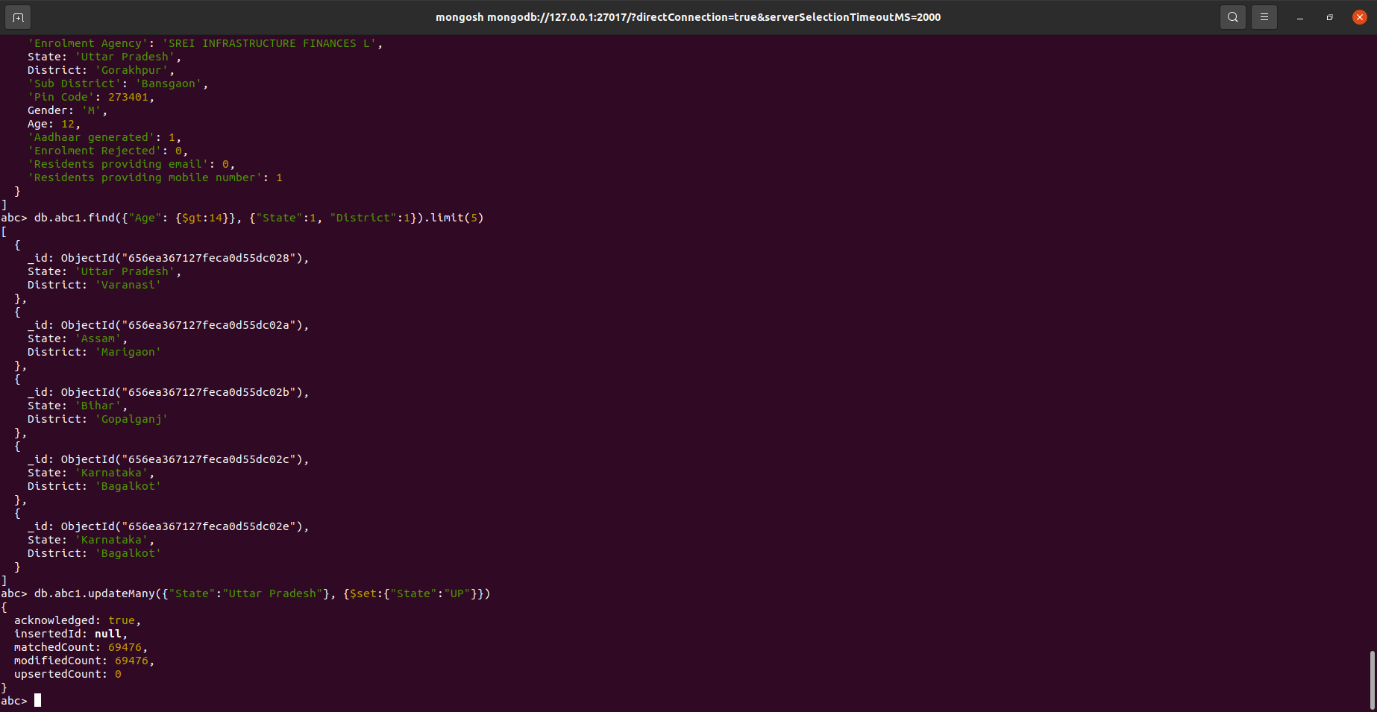 mongosh mongodb://127.0.0.1:27017/?directConnection=true&serverSelectionTimeoutMS=2000
    'Enrolment Agency': 'SREI INFRASTRUCTURE FINANCES L',
    State: 'Uttar Pradesh',
    District: 'Gorakhpur',
    'Sub District': 'Bansgaon',
    'Pin Code': 273401,
    Gender: 'M',
    Age: 12,
    'Aadhaar generated': 1,
    'Enrolment Rejected': 0,
    'Residents providing email': 0,
    'Residents providing mobile number': 1
  }
]
abc> db.abc1.find({"Age": {$gt:14}}, {"State":1, "District":1}).limit(5)
[
  {
    _id: ObjectId("656ea367127feca0d55dc028"),
    State: 'Uttar Pradesh',
    District: 'Varanasi'
  },
  {
    _id: ObjectId("656ea367127feca0d55dc02a"),
    State: 'Assam',
    District: 'Marigaon'
  },
  {
    _id: ObjectId("656ea367127feca0d55dc02b"),
    State: 'Bihar',
    District: 'Gopalganj'
  },
  {
    _id: ObjectId("656ea367127feca0d55dc02c"),
    State: 'Karnataka',
    District: 'Bagalkot'
  },
  {
    _id: ObjectId("656ea367127feca0d55dc02e"),
    State: 'Karnataka',
    District: 'Bagalkot'
  }
]
abc> db.abc1.updateMany({"State":"Uttar Pradesh"}, {$set:{"State":"UP"}})
{
  acknowledged: true,
  insertedId: null,
  matchedCount: 69476,
  modifiedCount: 69476,
  upsertedCount: 0
}
abc>